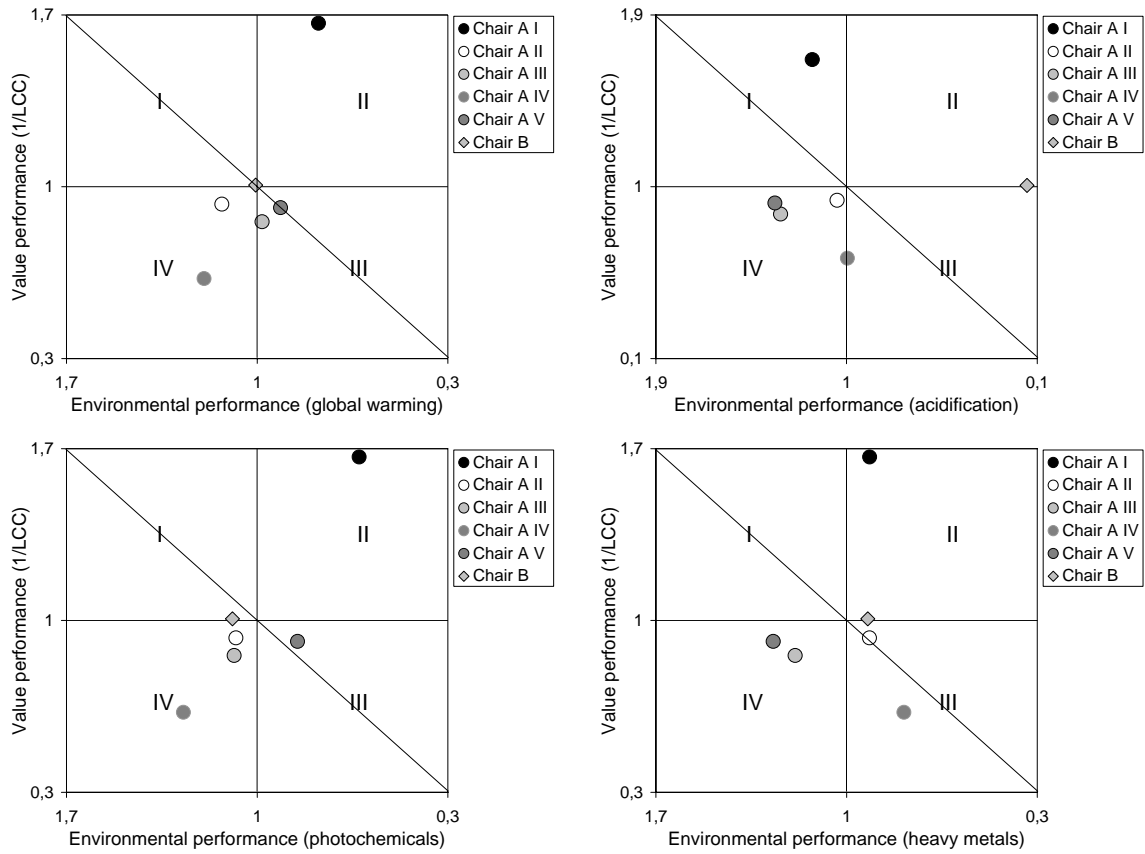 1,7
Value performance (1/LCC)
1
0,3
I
II
III
IV
1,7
1
0,3
Environmental performance (global warming)
Chair A I
Chair A II
Chair A III
Chair A IV
Chair A V
Chair B
1,9
Value performance (1/LCC)
1
0,1
I
II
III
IV
1,9
1
0,1
Environmental performance (acidification)
Chair A I
Chair A II
Chair A III
Chair A IV
Chair A V
Chair B
1,7
Value performance (1/LCC)
1
0,3
I
II
III
IV
1,7
1
0,3
Environmental performance (photochemicals)
Chair A I
Chair A II
Chair A III
Chair A IV
Chair A V
Chair B
1,7
Value performance (1/LCC)
1
0,3
I
II
III
IV
1,7
1
0,3
Environmental performance (heavy metals)
Chair A I
Chair A II
Chair A III
Chair A IV
Chair A V
Chair B